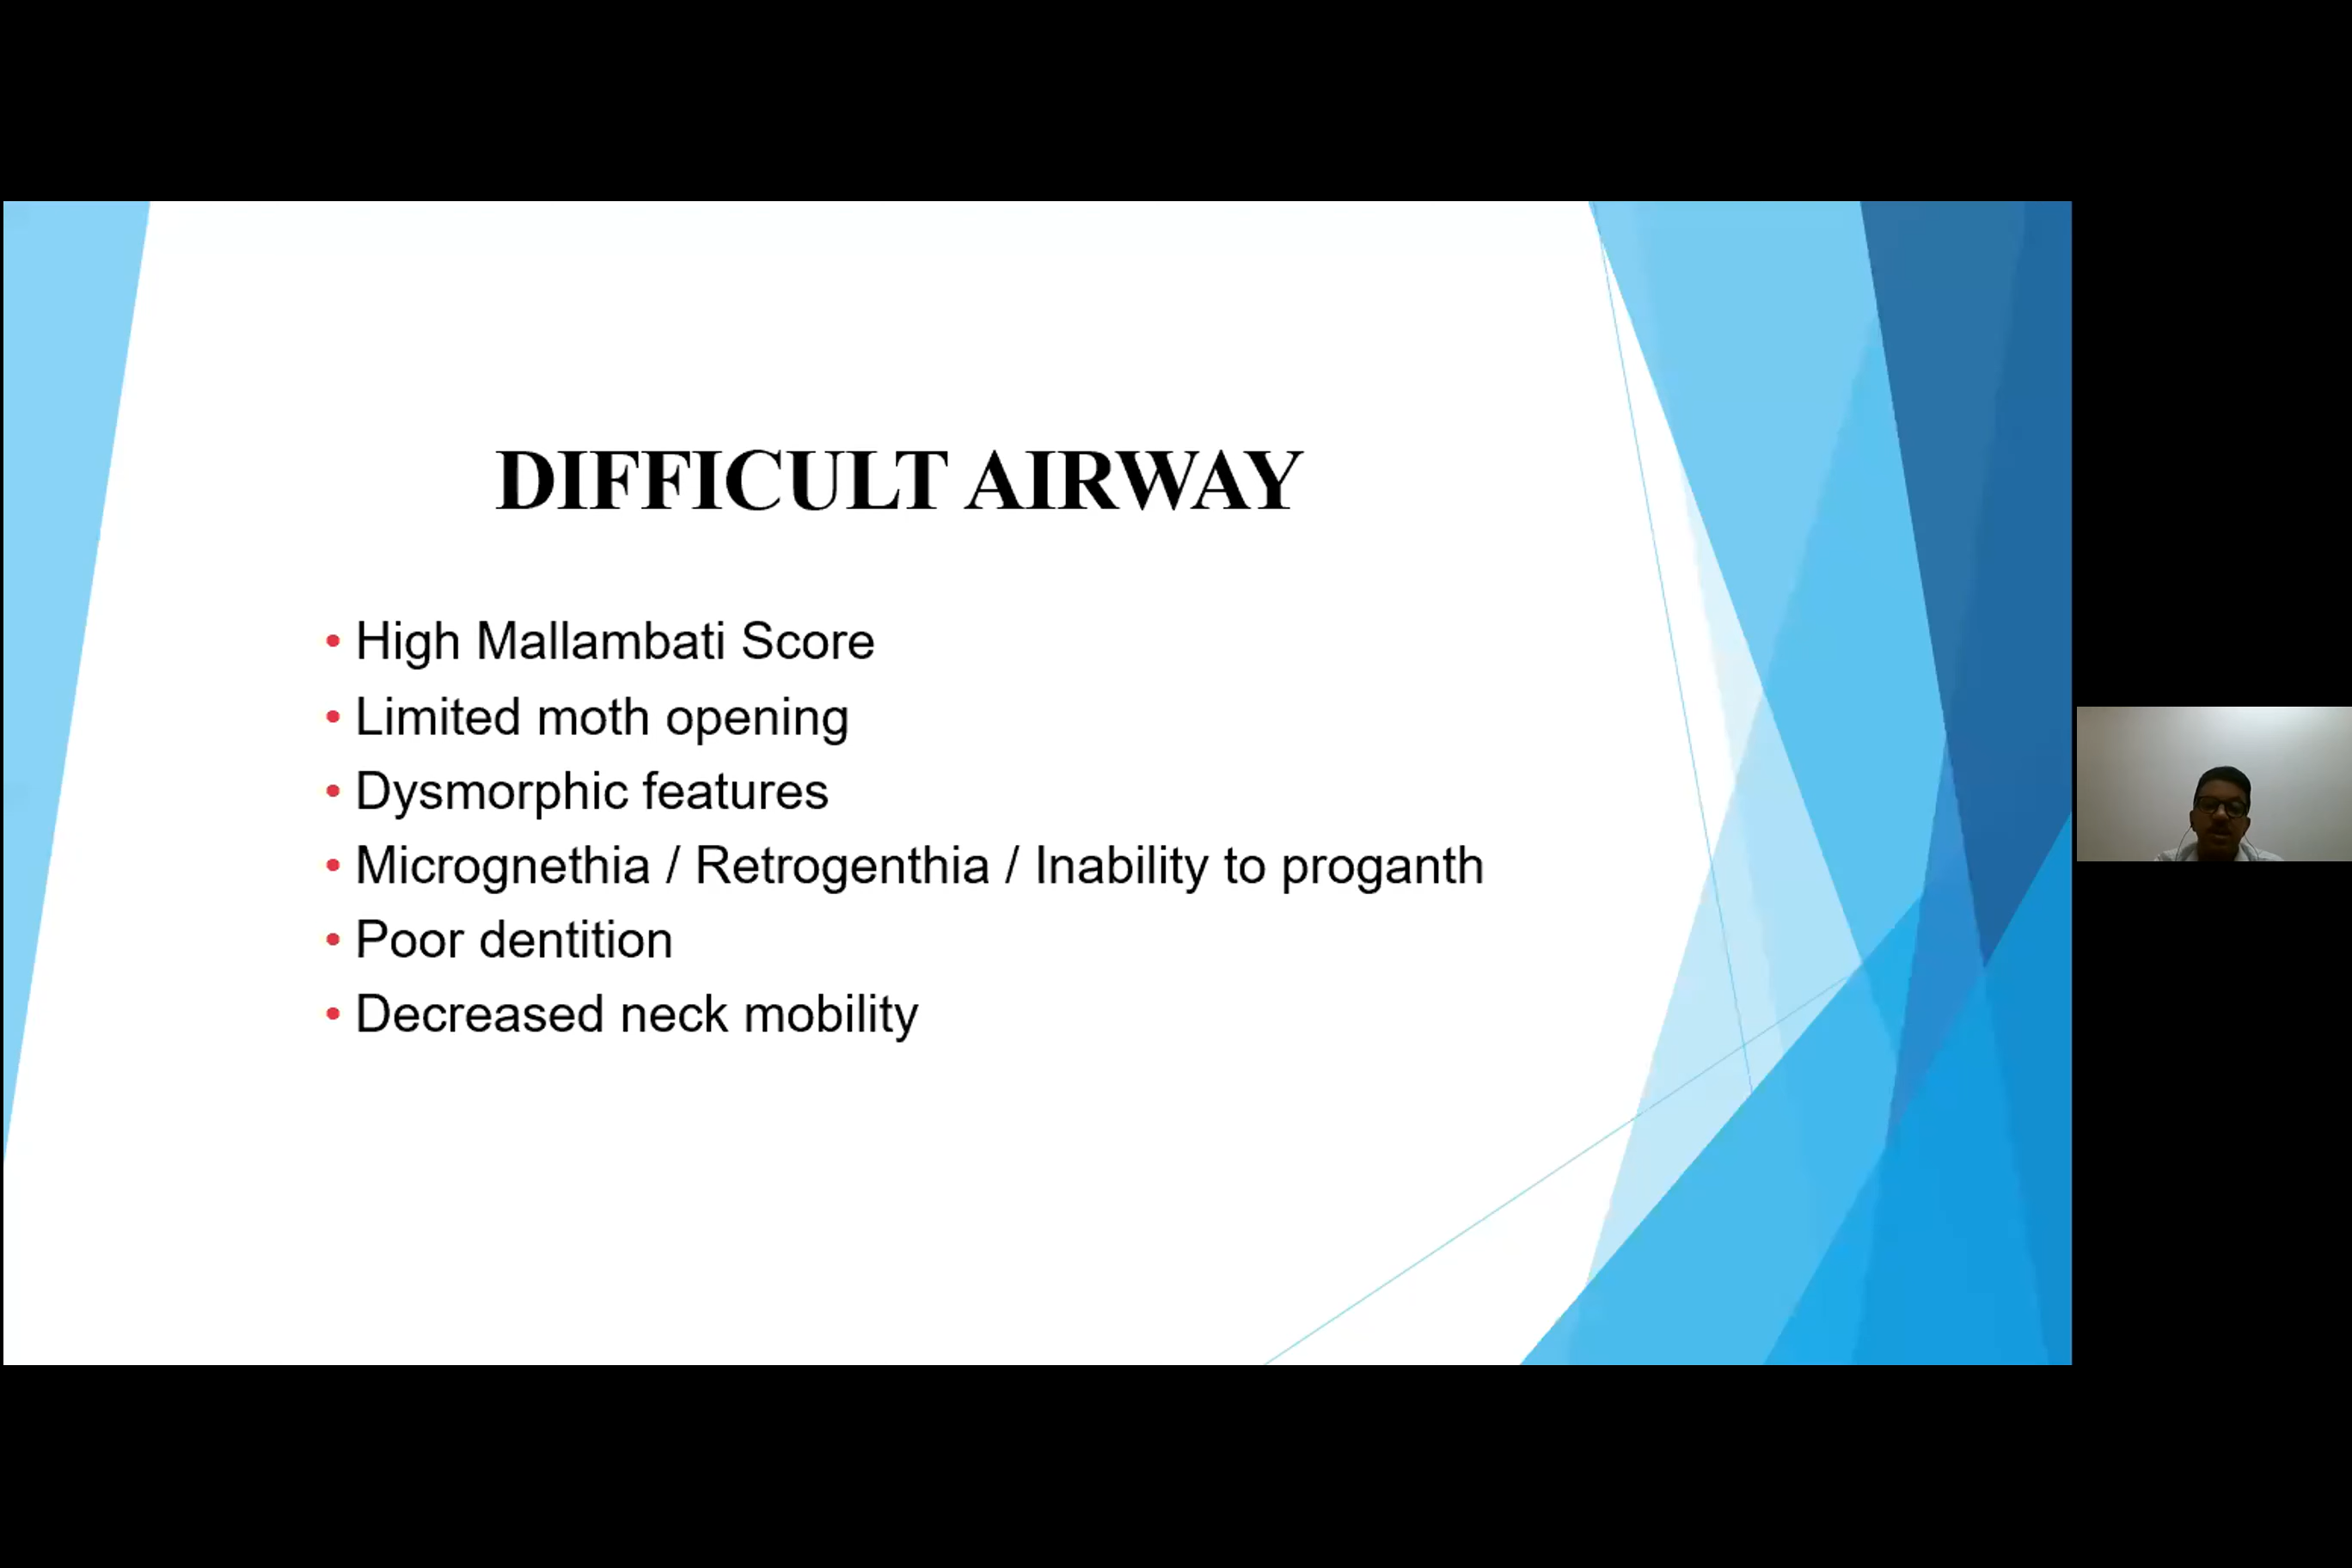 DIFFICULT AIRWAY
• High Mallambati Score
• Limited moth opening
• Dysmorphic features
• Micrognethia / Retrogenthia / Inability to proganth
• Poor dentition
• Decreased neck mobility